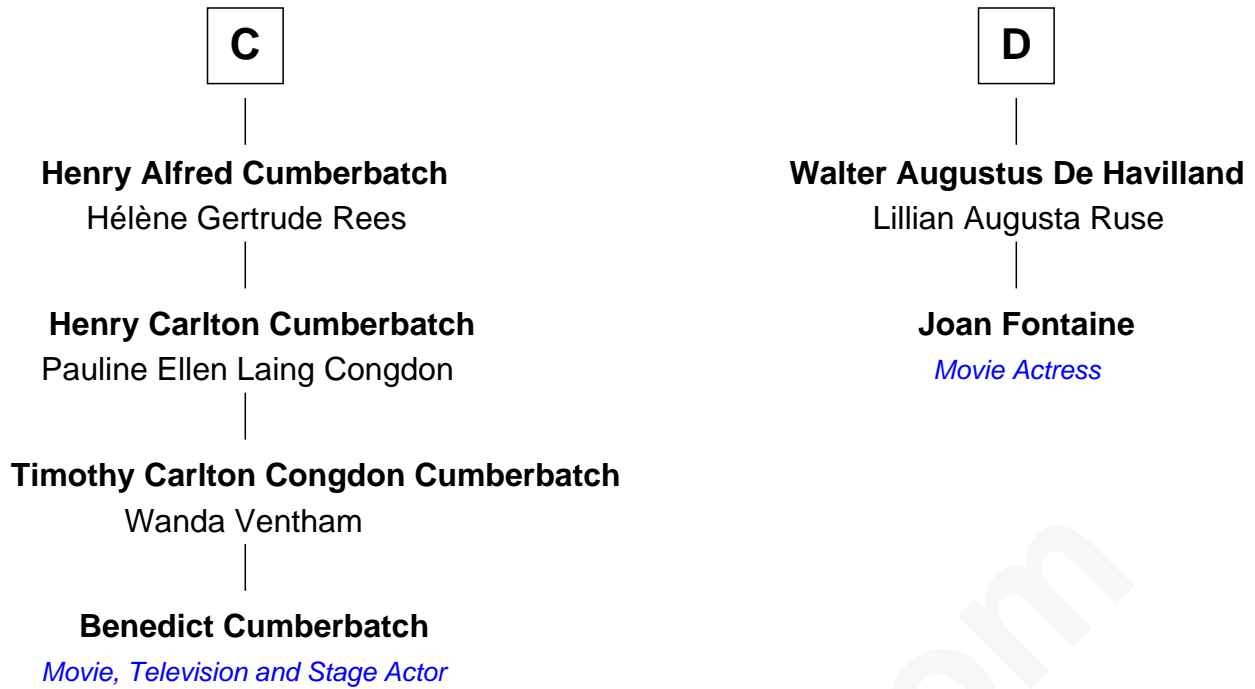 C
Henry Alfred Cumberbatch
Hélène Gertrude Rees
Henry Carlton Cumberbatch
Pauline Ellen Laing Congdon
Timothy Carlton Congdon Cumberbatch
Wanda Ventham
Benedict Cumberbatch
Movie, Television and Stage Actor
D
Walter Augustus De Havilland
Lillian Augusta Ruse
Joan Fontaine
Movie Actress
om